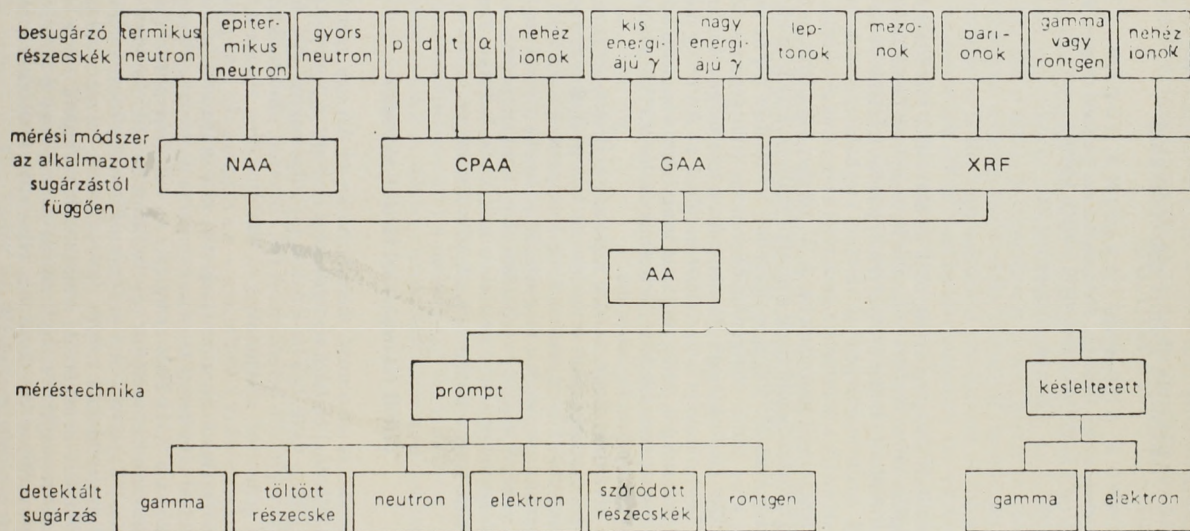 besugárzó
részecskék
termikus
neutron
epiter-
mikus
neutron
gyors
neutron
p
d
t
α
nehéz
ionok
kis
energi-
ájú γ
nagy
energi-
ájú γ
lep-
tonok
mezo-
nok
bari-
onok
gamma
vagy
röntgen
nehéz
ionok
mérési módszer
az alkalmazott
sugárzástól
függően
NAA
CPAA
GAA
XRF
AA
méréstechnika
prompt
késleltetett
detektált
sugárzás
gamma
töltött
részecske
neutron
elektron
szóródott
részecskék
röntgen
gamma
elektron